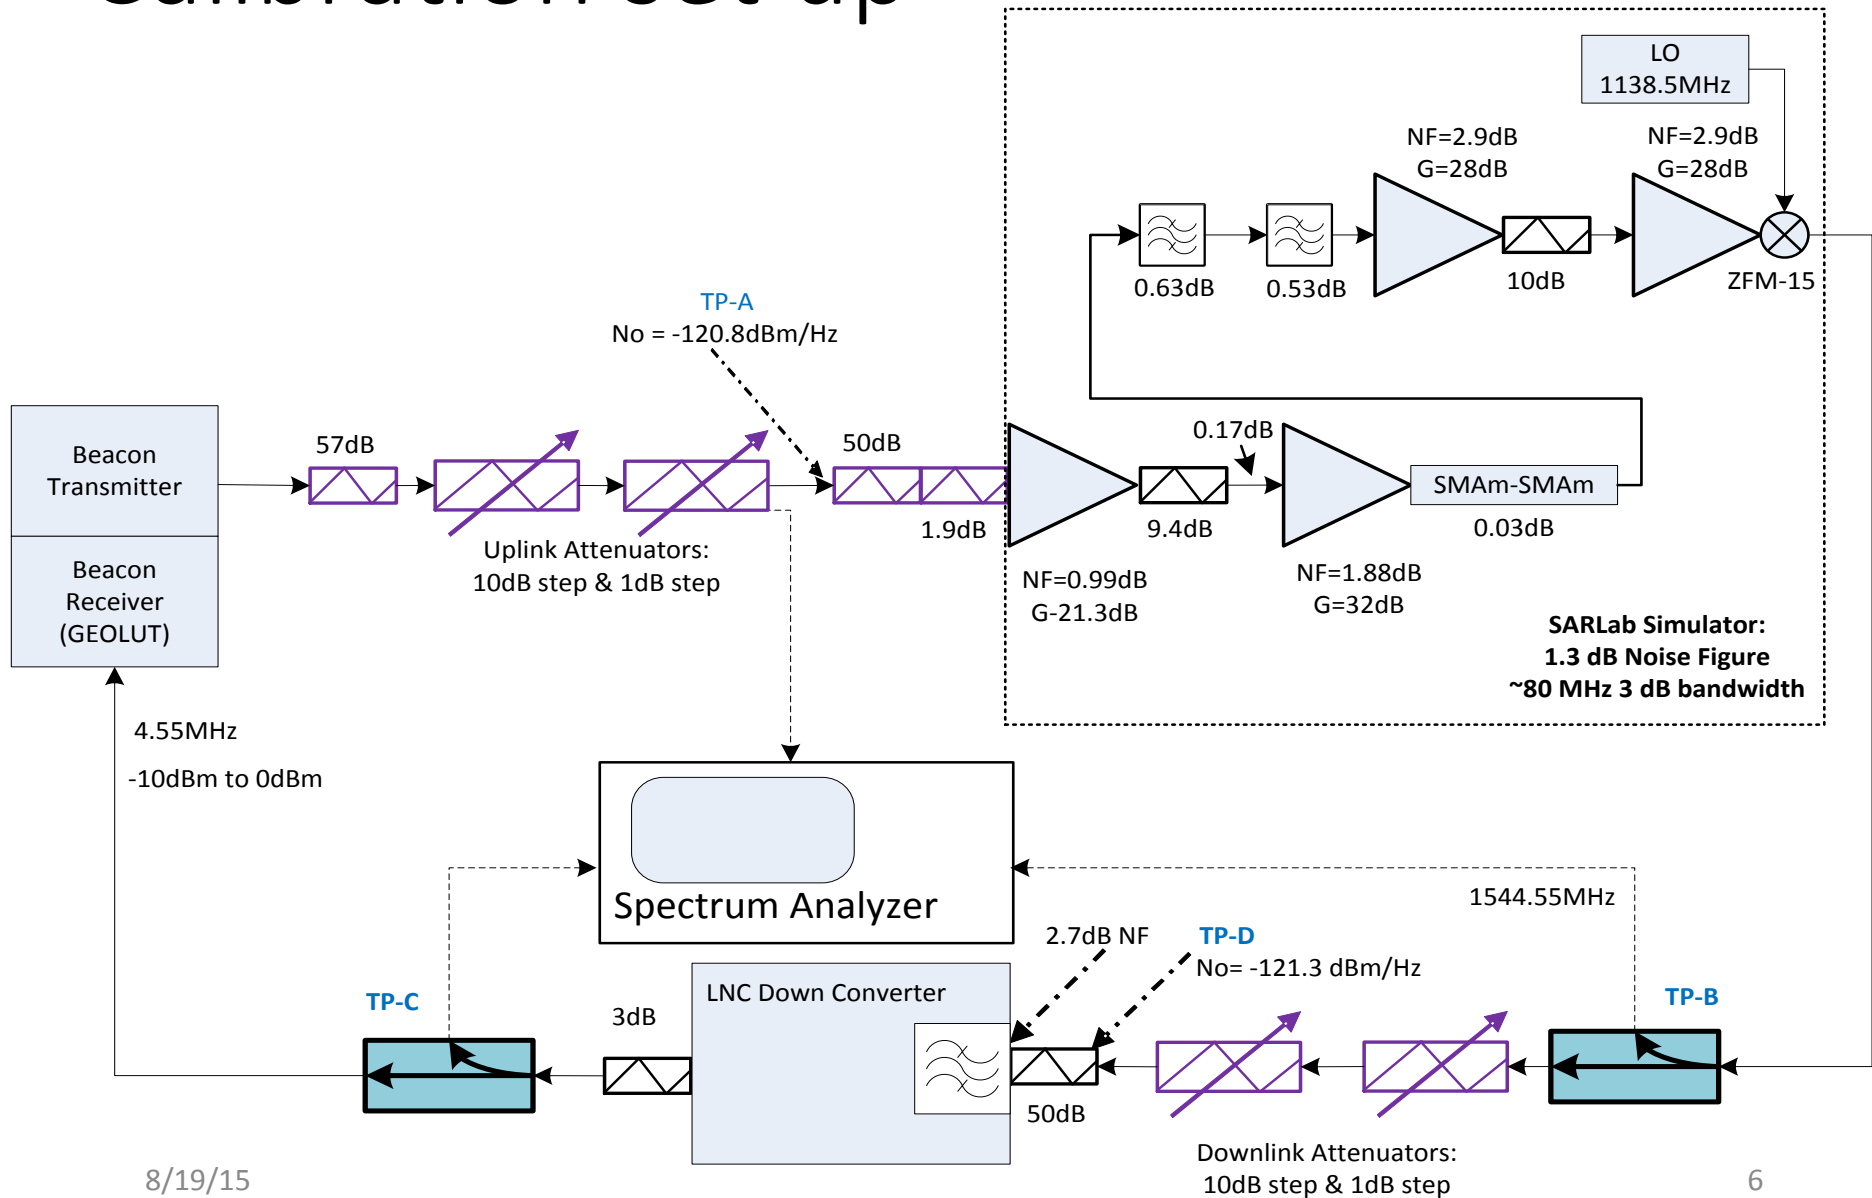 Calibration set-up
LO
1138.5MHz
NF=2.9dB
G=28dB
NF=2.9dB
G=28dB
0.63dB
0.53dB
10dB
ZFM-15
TP-A
No = -120.8dBm/Hz
Beacon
Transmitter
57dB
50dB
0.17dB
SMAm-SMAm
1.9dB
9.4dB
0.03dB
Uplink Attenuators:
10dB step & 1dB step
Beacon
Receiver
(GEOLUT)
NF=0.99dB
G-21.3dB
NF=1.88dB
G=32dB
SARLab Simulator:
1.3 dB Noise Figure
~80 MHz 3 dB bandwidth
4.55MHz
-10dBm to 0dBm
Spectrum Analyzer
1544.55MHz
2.7dB NF
TP-D
No= -121.3 dBm/Hz
TP-C
3dB
LNC Down Converter
TP-B
50dB
Downlink Attenuators:
10dB step & 1dB step
8/19/15
6